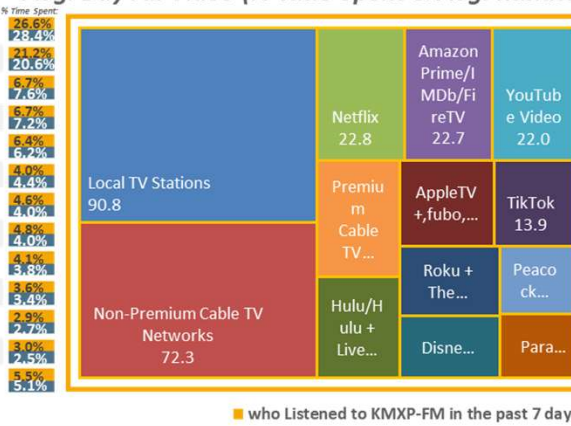 % Time Spent:
26.6%
28.4%
21.2%
20.6%
6.7%
7.6%
6.7%
7.2%
6.4%
6.2%
4.0%
4.4%
4.6%
4.0%
4.8%
4.0%
4.1%
3.8%
3.6%
3.4%
2.9%
2.7%
3.0%
2.5%
5.5%
5.1%
Local TV Stations
90.8
Non-Premium Cable TV
Networks
72.3
Netflix
22.8
Premiu
m
Cable
TV...
Hulu/H
ulu +
Live...
Amazon
Prime/I
MDb/Fi
reTV
22.7
YouTub
e Video
22.0
AppleTV
+,fubo,...
TikTok
13.9
Roku +
The...
Peaco
ck...
Disne...
Para...
who Listened to KMXP-FM in the past 7 day